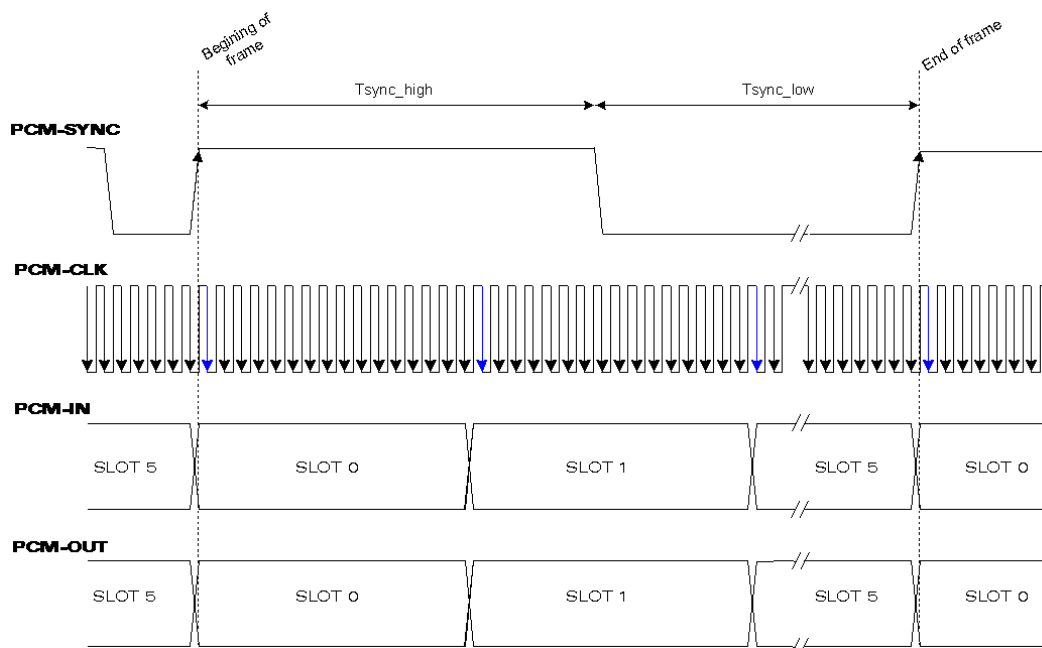 Begining of
frame
End of frame
Tsync_high
Tsync_low
PCM-SYNC
PCM-CLK
PCM-IN
SLOT 5
SLOT 0
SLOT 1
SLOT 5
SLOT 0
PCM-OUT
SLOT 5
SLOT 0
SLOT 1
SLOT 5
SLOT 0